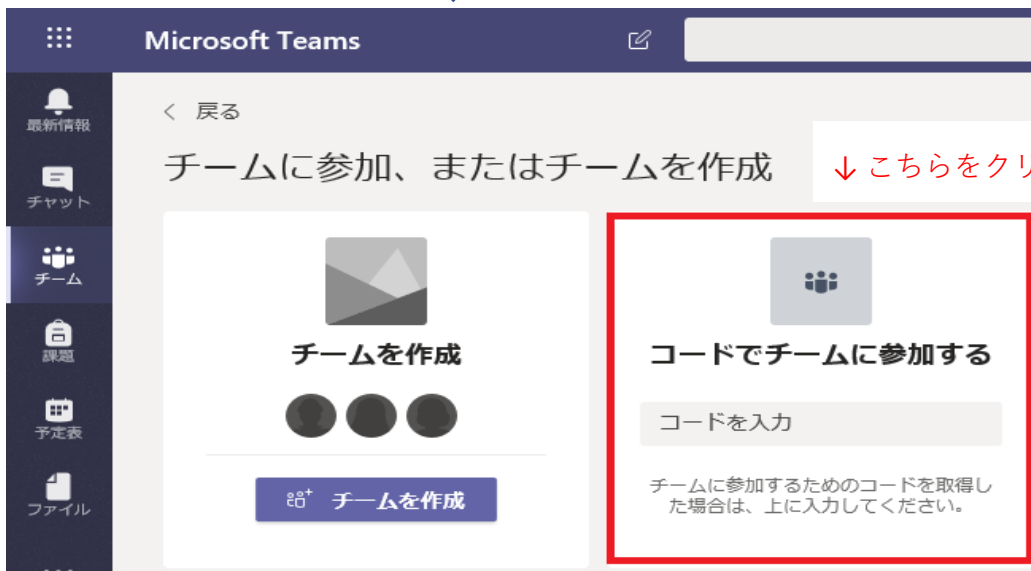 Microsoft Teams
最新情報
チャット
チーム
課題
予定表
ファイル
戻る
チームに参加、またはチームを作成
↓こちらをクリ
チームを作成
チームを作成
コードでチームに参加する
コードを入力
チームに参加するためのコードを取得し
た場合は、上に入力してください。